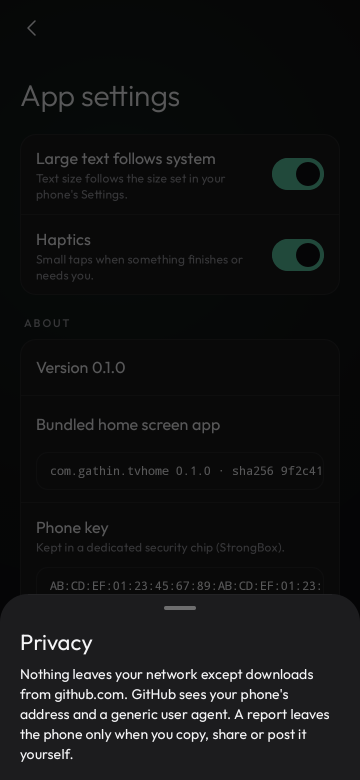 App settings
Large text follows system
Text size follows the size set in your
phone's Settings.
Haptics
Small taps when something finishes or
needs you.
ABOUT
Version 0.1.0
Bundled home screen app
com.gathin.tvhome 0.1.0 · sha256 9f2c41
Phone key
Kept in a dedicated security chip (StrongBox).
AB:CD:EF:01:23:45:67:89:AB:CD:EF:01:23:
Privacy
Nothing leaves your network except downloads
from github.com. GitHub sees your phone's
address and a generic user agent. A report leaves
the phone only when you copy, share or post it
yourself.